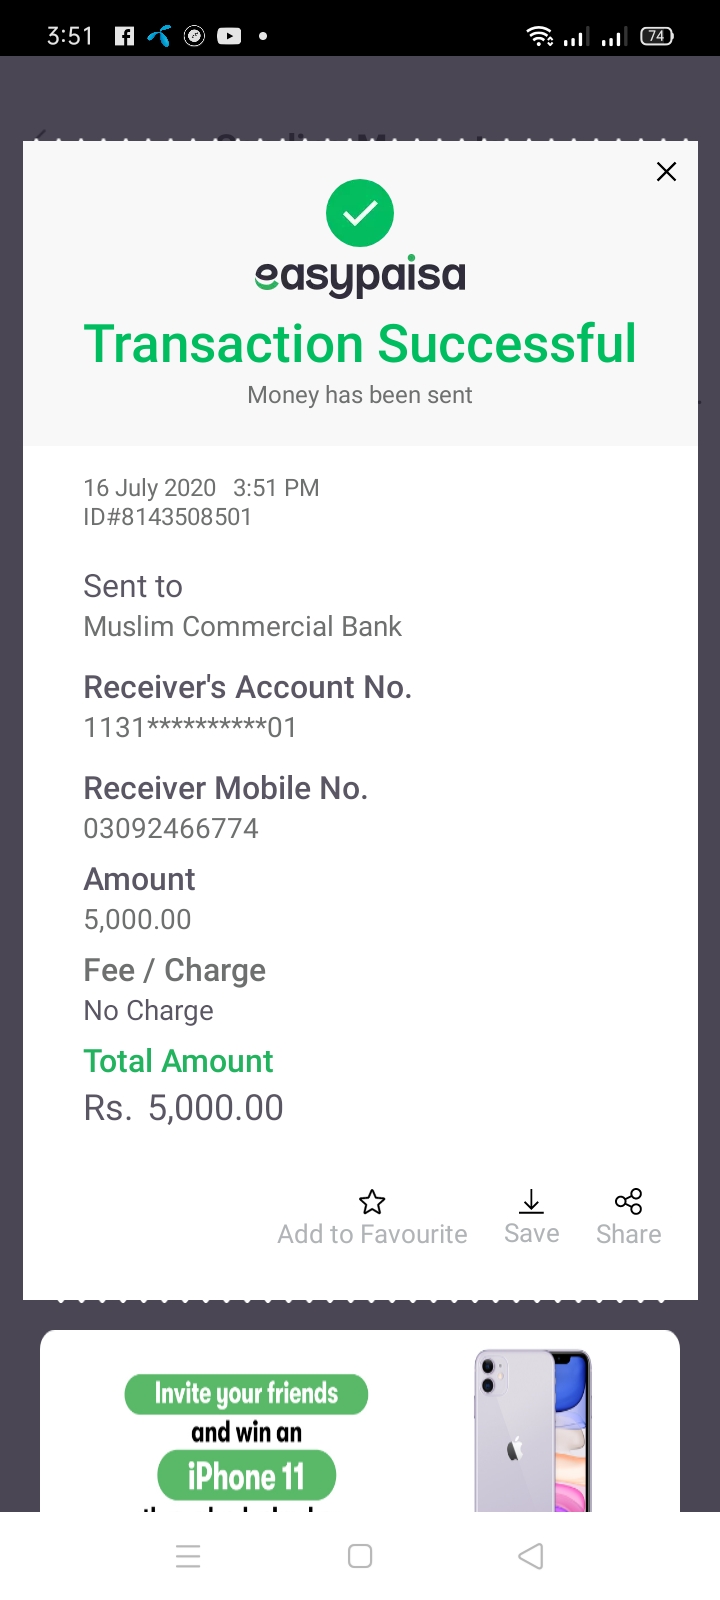 3:51
74
easypaisa
Transaction Successful
Money has been sent
16 July 2020 3:51 PM
ID#8143508501
Sent to
Muslim Commercial Bank
Receiver's Account No.
1131**********01
Receiver Mobile No.
03092466774
Amount
5,000.00
Fee / Charge
No Charge
Total Amount
Rs. 5,000.00
Add to Favourite Save Share
Invite your friends
and win an
iPhone 11